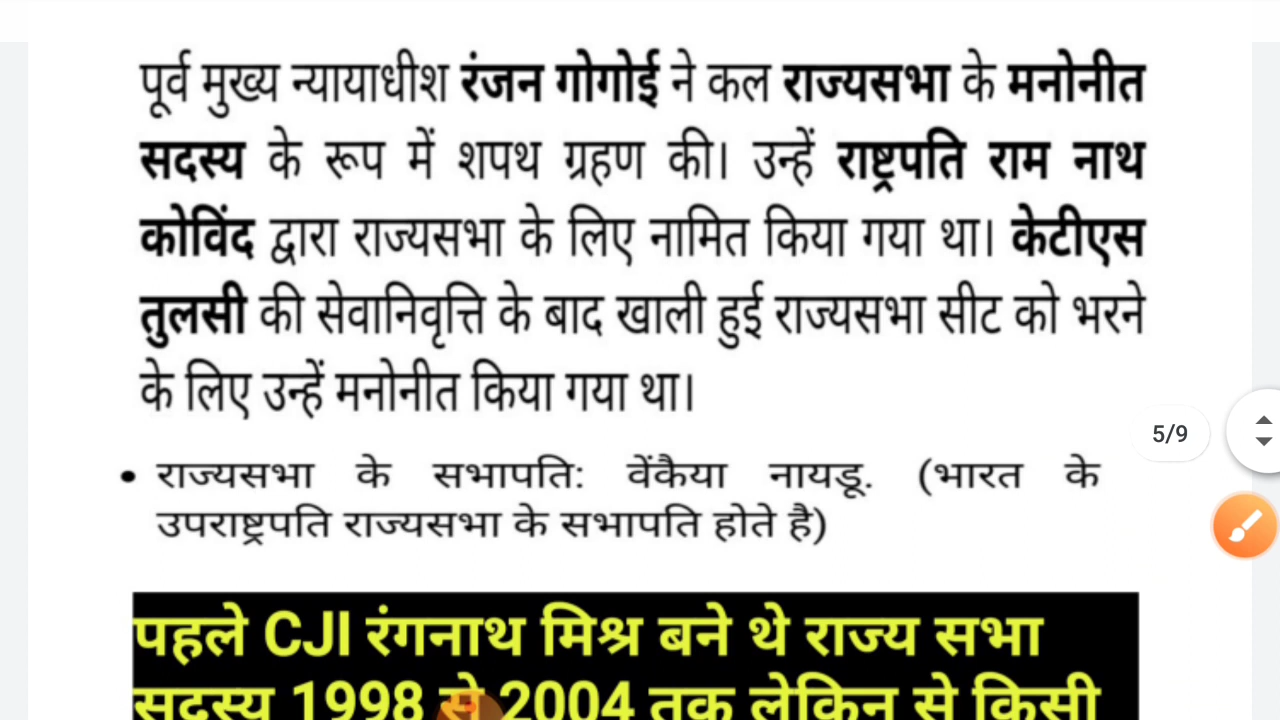 पूर्व मुख्य न्यायाधीश रंजन गोगोई ने कल राज्यसभा के मनोनीत
सदस्य के रूप में शपथ ग्रहण की। उन्हें राष्ट्रपति राम नाथ
कोविंद द्वारा राज्यसभा के लिए नामित किया गया था। केटीएस
तुलसी की सेवानिवृत्ति के बाद खाली हुई राज्यसभा सीट को भरने
के लिए उन्हें मनोनीत किया गया था।
5/9
• राज्यसभा के सभापति: वेंकैया नायडू. (भारत के
उपराष्ट्रपति राज्यसभा के सभापति होते है)
पहले CJI रंगनाथ मिश्र बने थे राज्य सभा
सदस्य 1998 से 2004 तक लेकिन से किसी